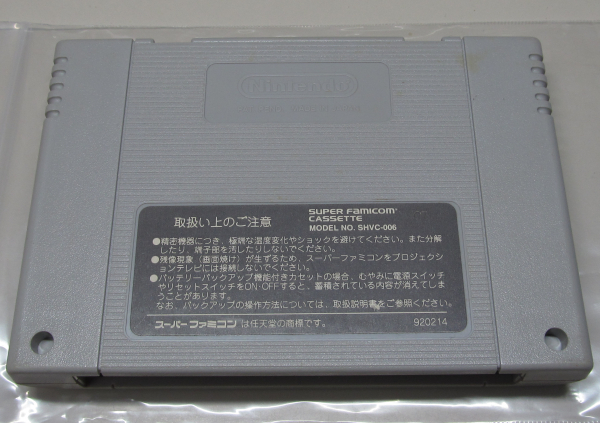 Nintendo
取扱い上のご注意
SUPER FAMICOM
CASSETTE
MODEL NO. SHVC-006
●精密機器につき、極端な温度変化やショックを避けてください。また分解
したり、端子部を汚したりしないでください。
●残像現象(画面焼け)が生ずるため、スーパーファミコンをプロジェクシ
ョンテレビには接続しないでください。
●バッテリーバックアップ機能付きカセットの場合、むやみに電源スイッチ
やリセットスイッチをON·OFFすると、蓄積されている内容が消えてしま
うことがあります。
なお、バックアップの操作方法については、取扱説明書をご参照ください。
スーパーファミコンは任天堂の商標です。
920214